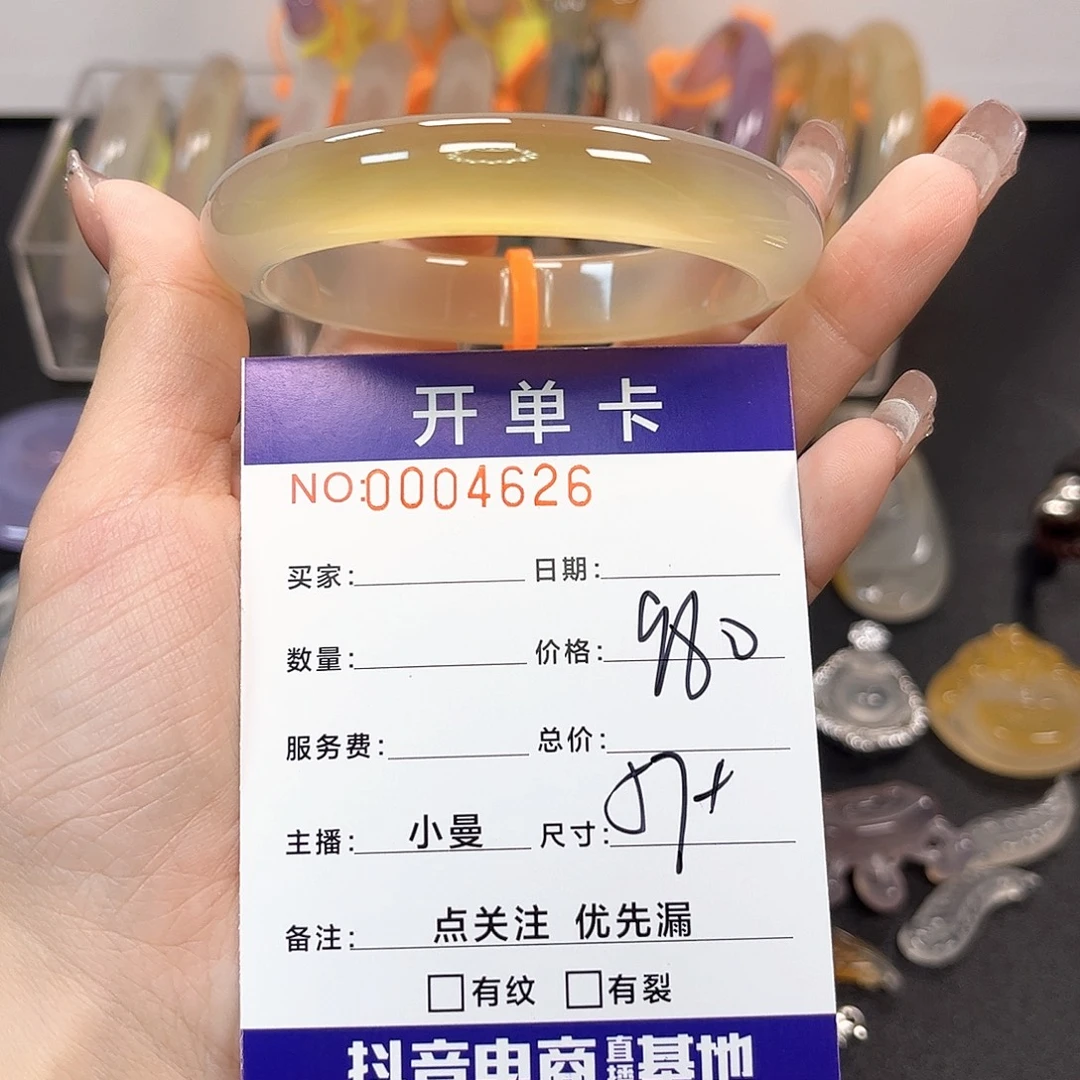 开单卡
NO:0004626
买家: 日期:
数量: 价格: 980
服务费: 总价:
主播: 小曼 尺寸: 57+
备注: 点关注 优先漏
□有纹 □有裂
抖音电商直播基地